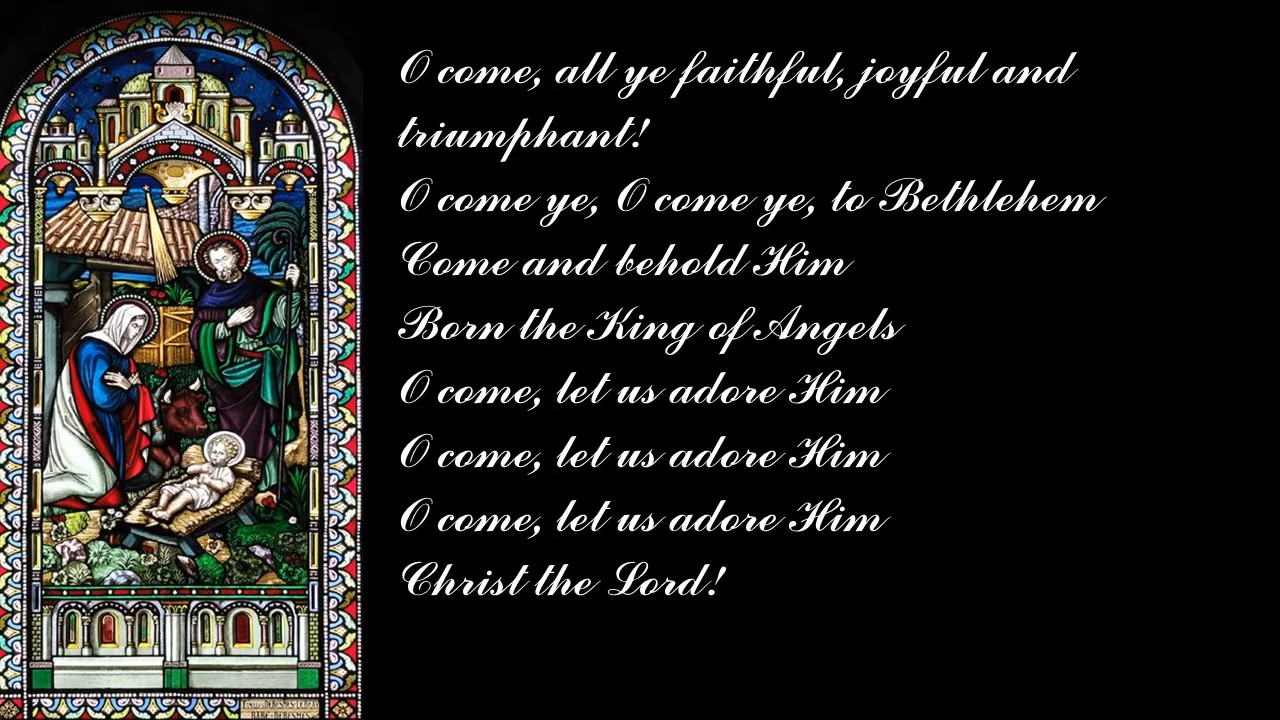 O come, all ye faithful, joyful and
triumphant!
O come ye, O come ye, to Bethlehem
Come and behold Him
Born the King of Angels
O come, let us adore Him
O come, let us adore Him
O come, let us adore Him
Christ the Lord!